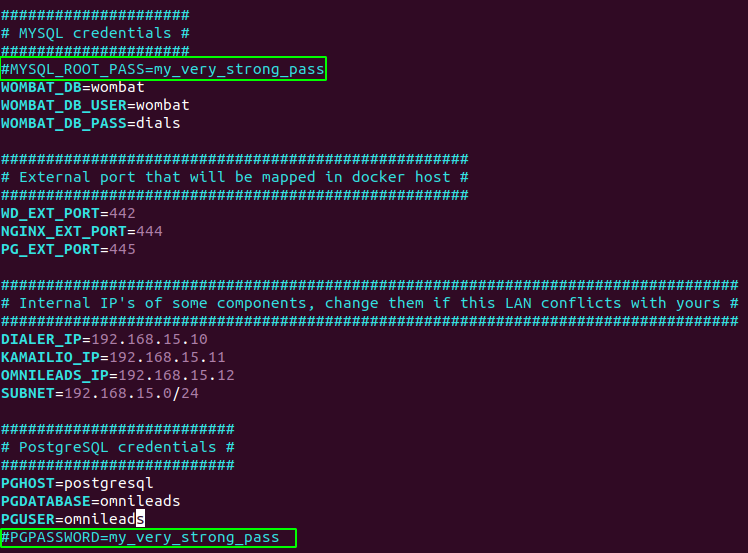 #####################
# MYSQL credentials #
#####################
#MYSQL_ROOT_PASS=my_very_strong_pass
WOMBAT_DB=wombat
WOMBAT_DB_USER=wombat
WOMBAT_DB_PASS=dials
####################################################
# External port that will be mapped in docker host #
####################################################
WD_EXT_PORT=442
NGINX_EXT_PORT=444
PG_EXT_PORT=445
##################################################################################
# Internal IP's of some components, change them if this LAN conflicts with yours #
##################################################################################
DIALER_IP=192.168.15.10
KAMAILIO_IP=192.168.15.11
OMNILEADS_IP=192.168.15.12
SUBNET=192.168.15.0/24
##########################
# PostgreSQL credentials #
##########################
PGHOST=postgresql
PGDATABASE=omnileads
PGUSER=omnileads
#PGPASSWORD=my_very_strong_pass